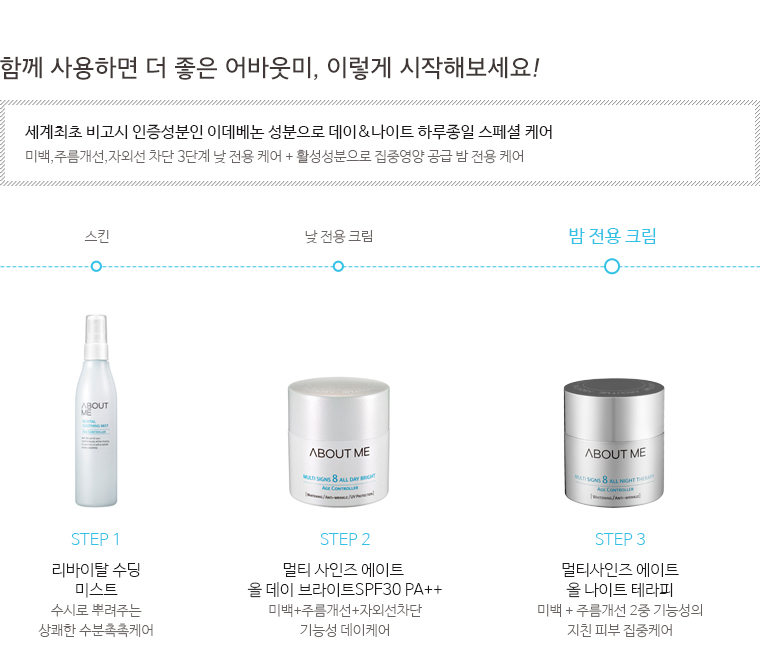 함께 사용하면 더 좋은 어바웃미, 이렇게 시작해보세요!
세계최초 비고시 인증성분인 이데베논 성분으로 데이&나이트 하루종일 스페셜 케어
미백,주름개선,자외선 차단 3단계 낮 전용 케어 + 활성성분으로 집중영양 공급 밤 전용 케어
스킨
낮 전용 크림
밤 전용 크림
ABOUT
ME
ABOUT ME
MULTI SIGNS 8 ALL DAY BRIGHT
AGE CONTROLLER
[WHITENING / ANTI-WRINKLE / UV PROTECTION]
ABOUT ME
MULTI SIGNS 8 ALL NIGHT THERAPY
AGE CONTROLLER
[WHITENING / ANTI-WRINKLE]
STEP 1
리바이탈 수딩
미스트
수시로 뿌려주는
상쾌한 수분촉촉케어
STEP 2
멀티 사인즈 에이트
올 데이 브라이트SPF30 PA++
미백+주름개선+자외선차단
기능성 데이케어
STEP 3
멀티사인즈 에이트
올 나이트 테라피
미백 + 주름개선 2중 기능성의
지친 피부 집중케어